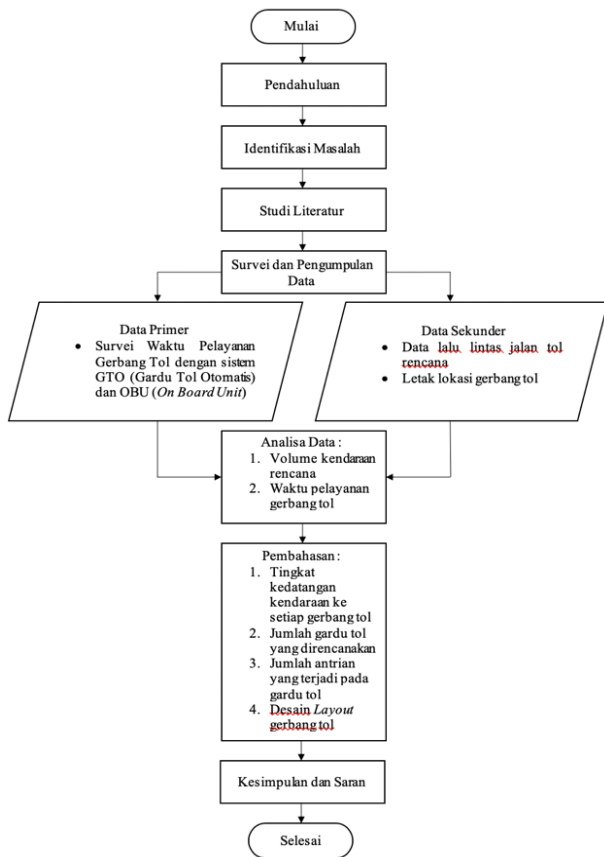 Mulai
Pendahuluan
Identifikasi Masalah
Studi Literatur
Survei dan Pengumpulan
Data
Data Primer
• Survei Waktu Pelayanan
Gerbang Tol dengan sistem
GTO (Gardu Tol Otomatis)
dan OBU (On Board Unit)
Data Sekunder
• Data lalu lintas jalan tol
rencana
• Letak lokasi gerbang tol
Analisa Data :
1. Volume kendaraan
rencana
2. Waktu pelayanan
gerbang tol
Pembahasan :
1. Tingkat
kedatangan
kendaraan ke
setiap gerbang tol
2. Jumlah gardu tol
yang direncanakan
3. Jumlah antrian
yang terjadi pada
gardu tol
4. Desain Layout
gerbang tol
Kesimpulan dan Saran
Selesai